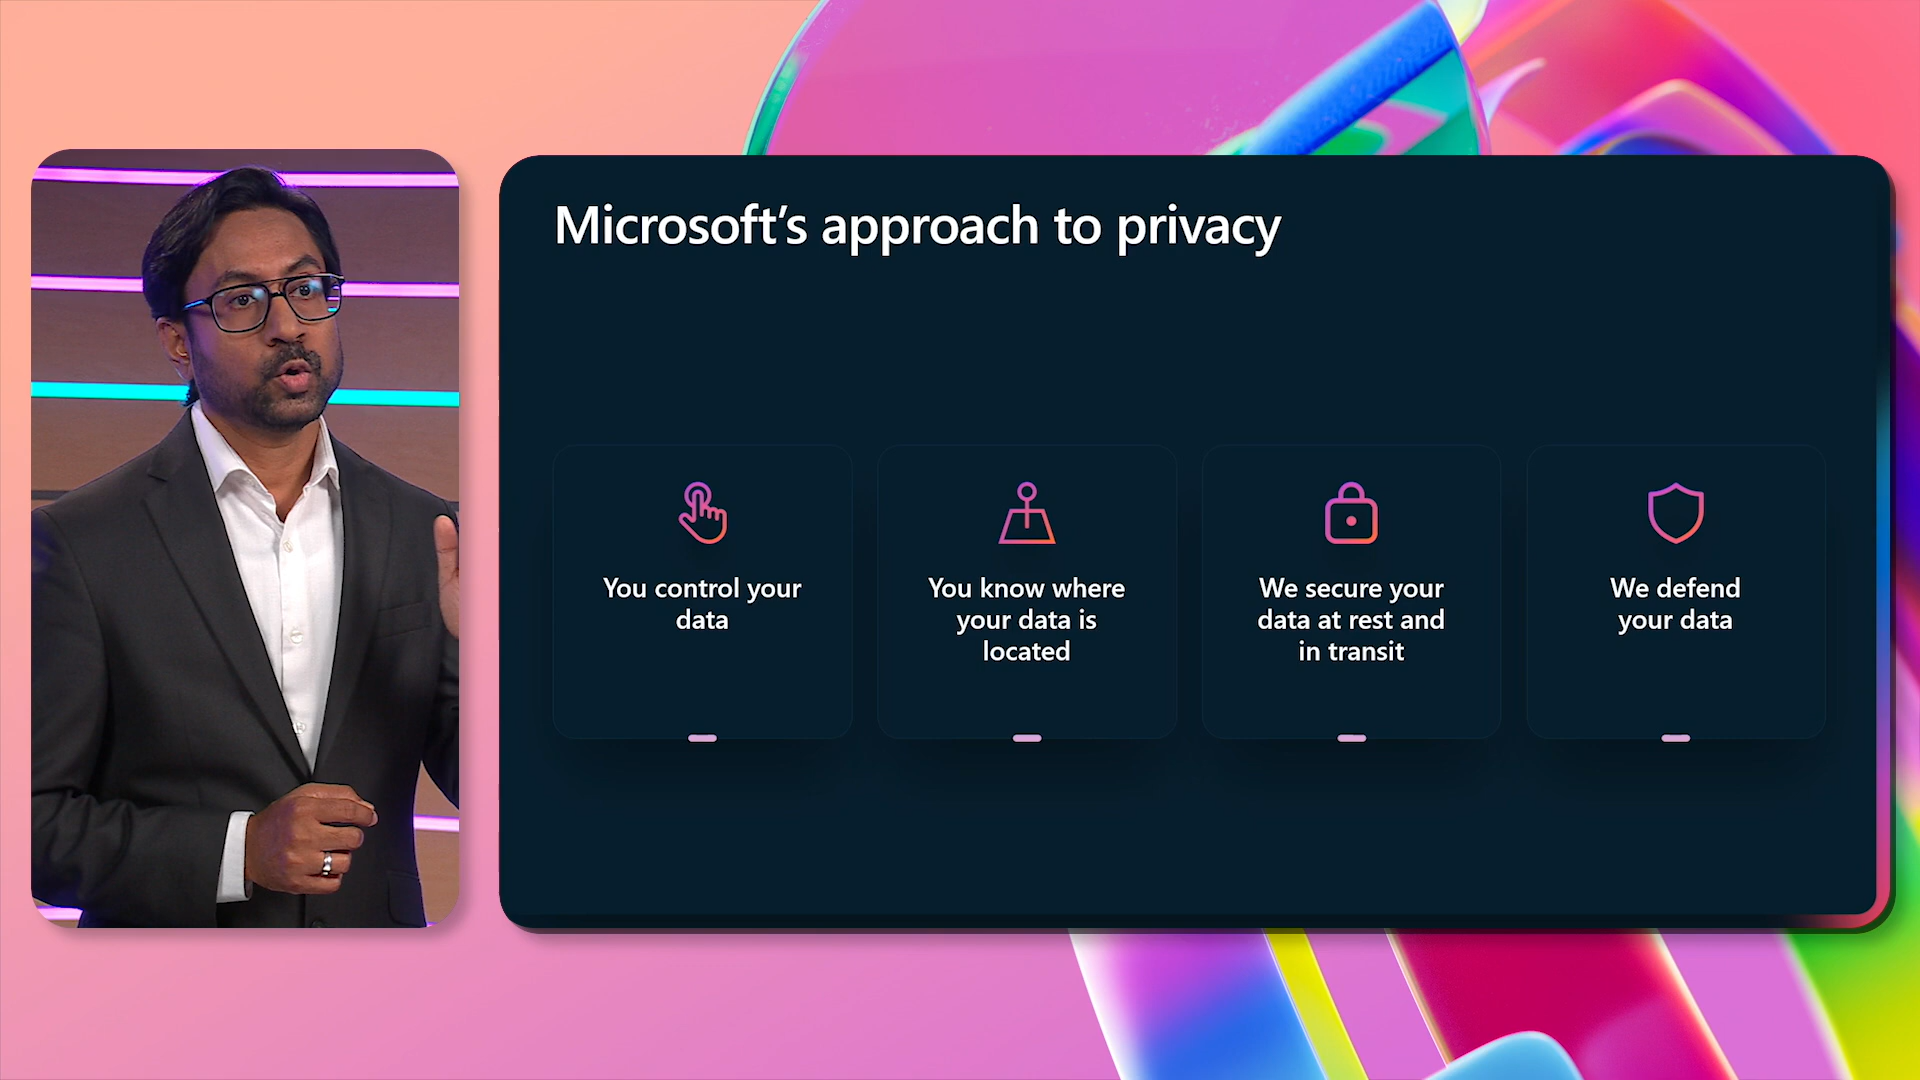 Microsoft’s approach to privacy
You control your
data
You know where
your data is
located
We secure your
data at rest and
in transit
We defend
your data